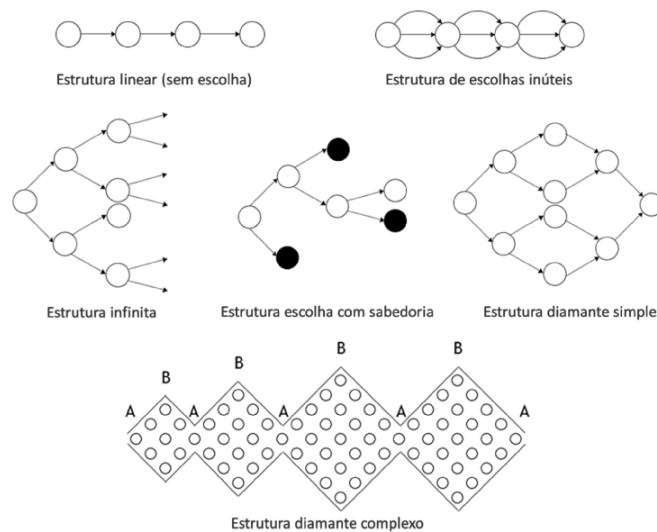 Estrutura linear (sem escolha)
Estrutura de escolhas inúteis
Estrutura infinita
Estrutura escolha com sabedoria
Estrutura diamante simple
B B
B
B
A A A A A
Estrutura diamante complexo